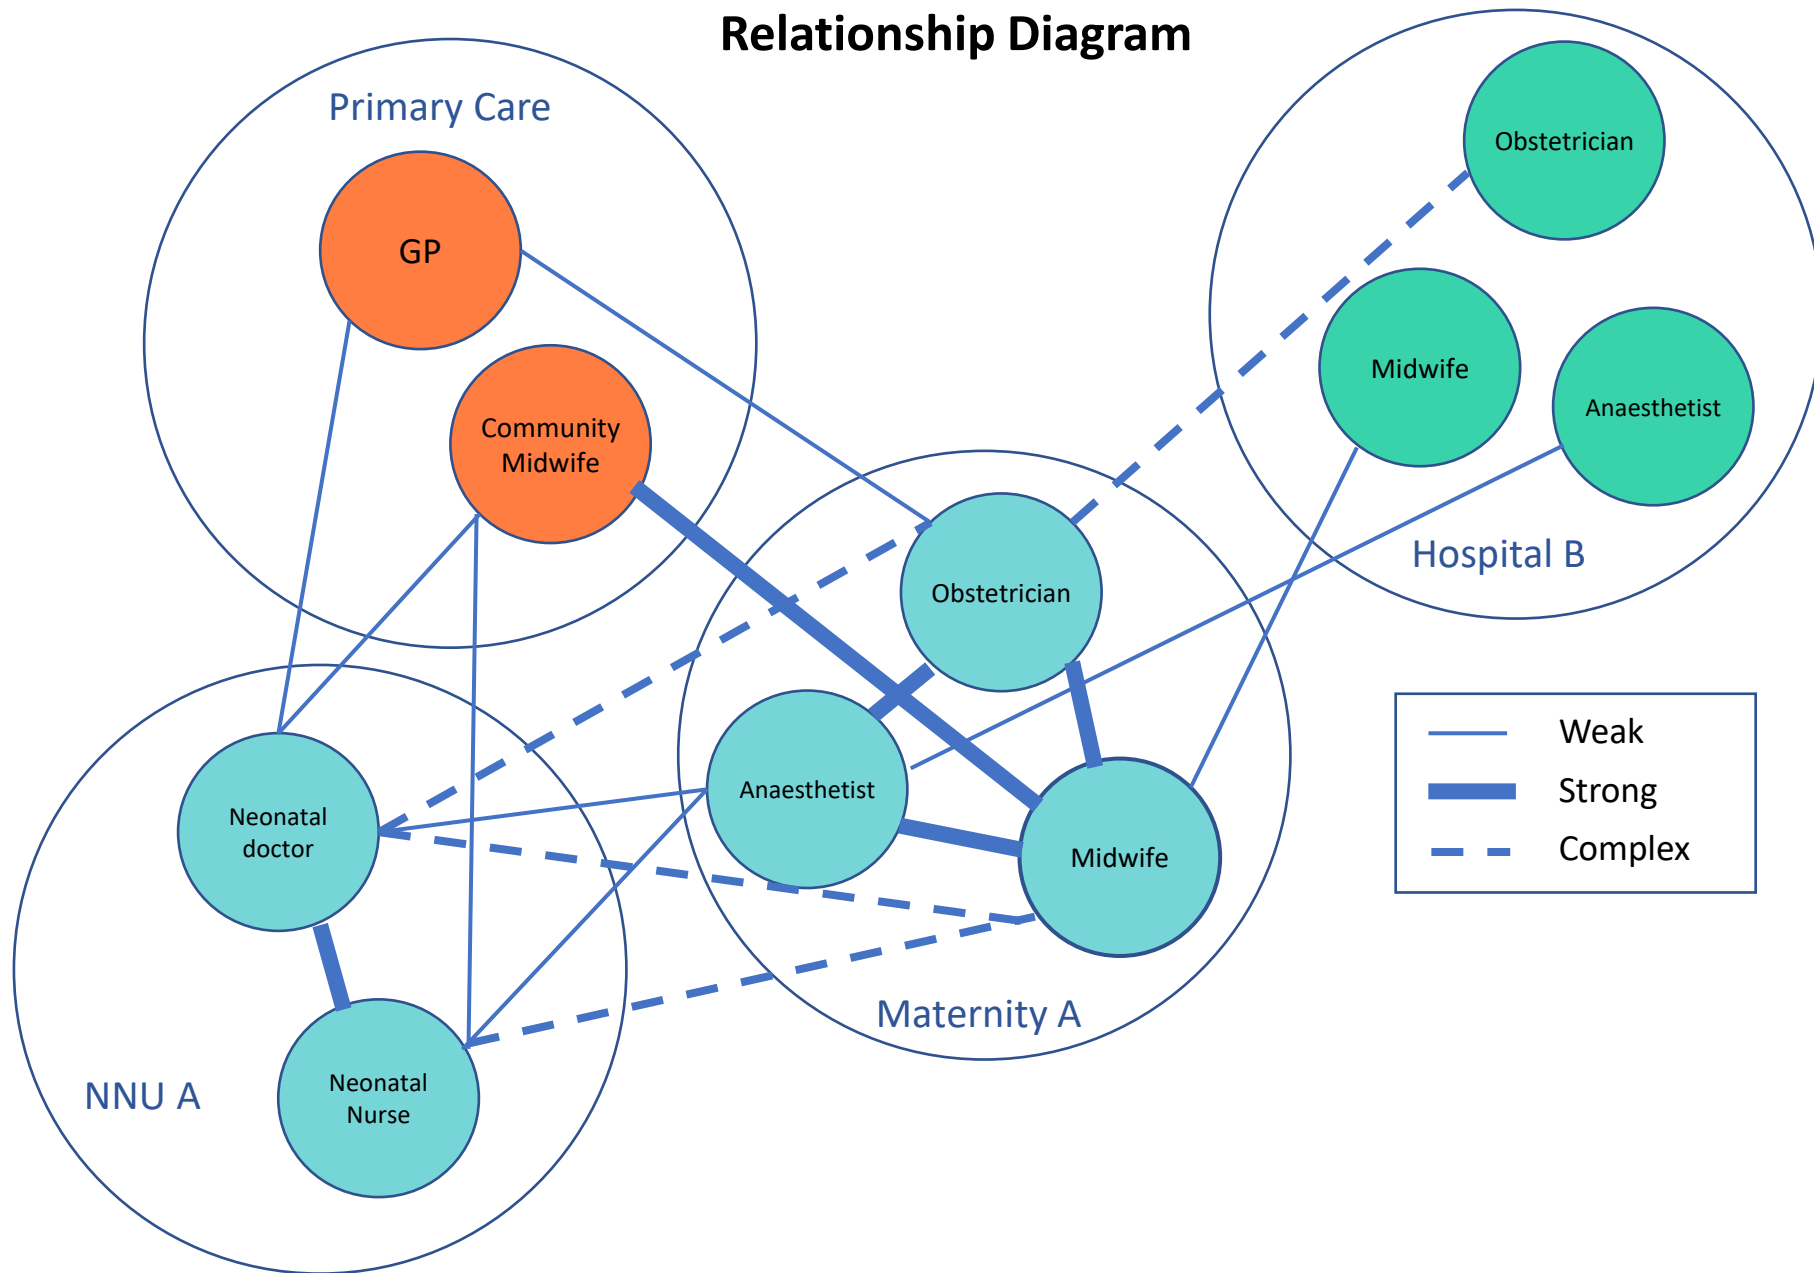 Relationship Diagram
Primary Care
GP
Community
Midwife
Obstetrician
Midwife
Anaesthetist
Hospital B
Obstetrician
Anaesthetist
Midwife
Maternity A
Neonatal
doctor
Neonatal
Nurse
NNU A
Weak
Strong
Complex